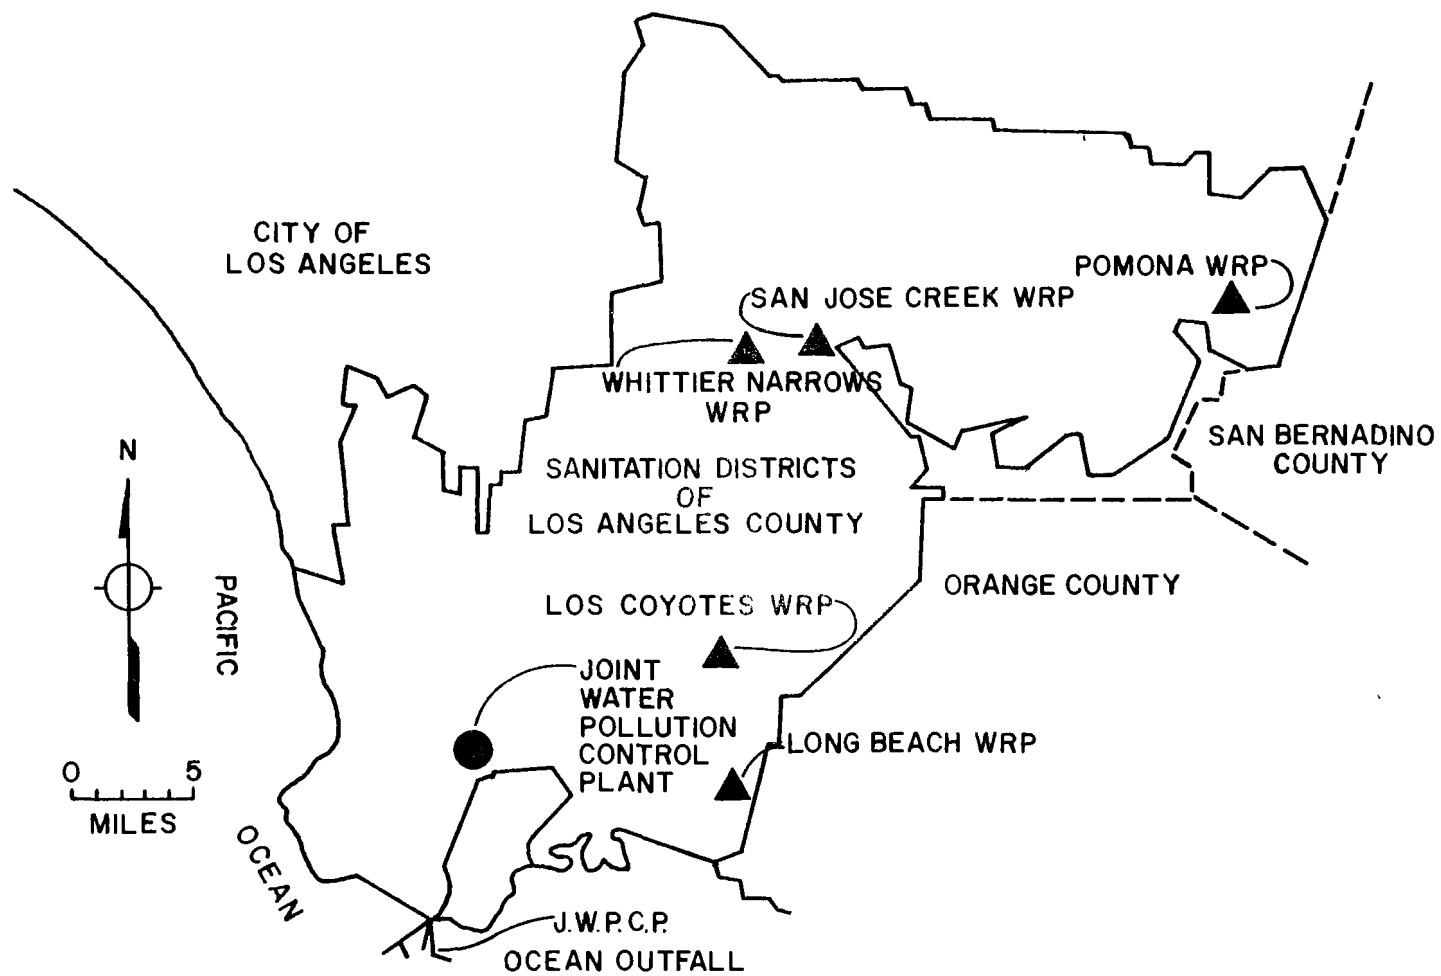 CITY OF
LOS ANGELES
POMONA WRP
SAN JOSE CREEK WRP
WHITTIER NARROWS
WRP
SAN BERNADINO
COUNTY
N
SANITATION DISTRICTS
OF
LOS ANGELES COUNTY
ORANGE COUNTY
PACIFIC
OCEAN
LOS COYOTES WRP
JOINT
WATER
POLLUTION
CONTROL
PLANT
LONG BEACH WRP
0 5
MILES
J.W.P.C.P.
OCEAN OUTFALL